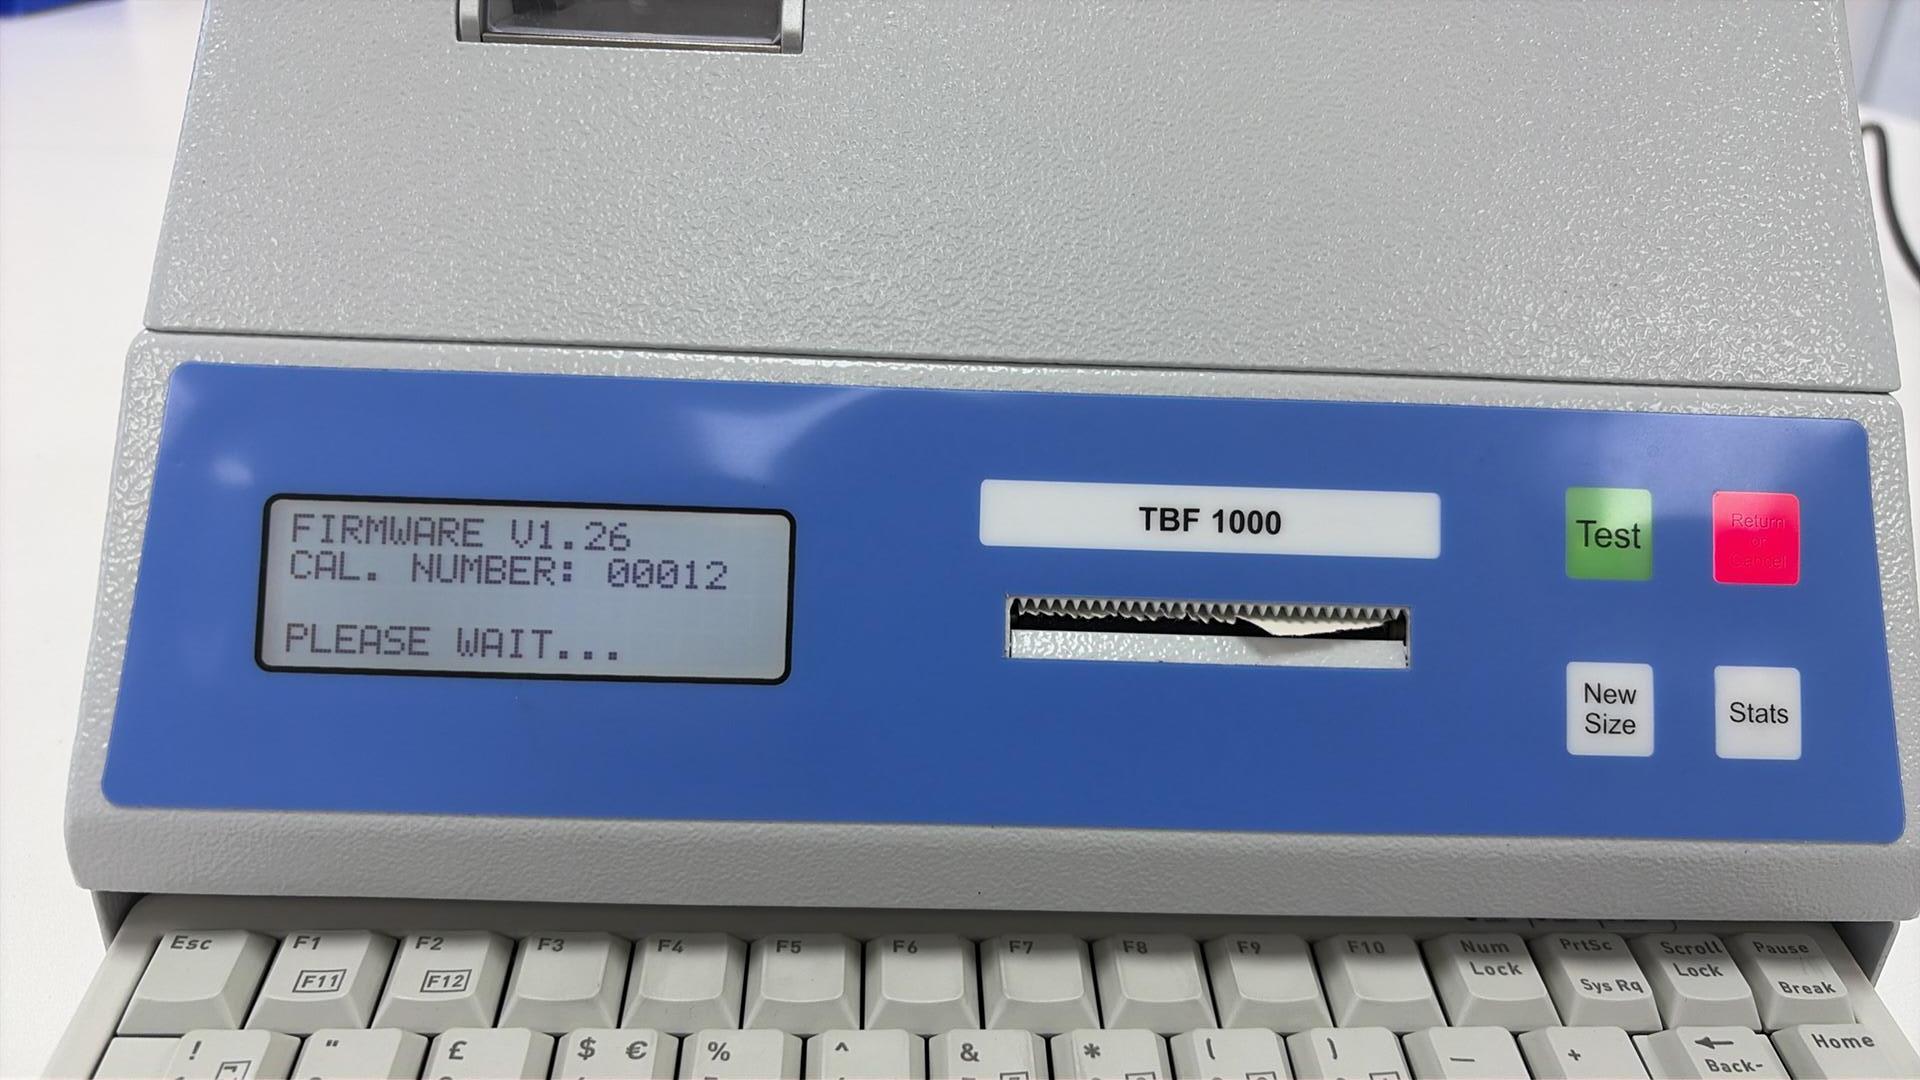 FIRMWARE V1.26
CAL. NUMBER: 00012
PLEASE WAIT...
TBF 1000
Test
Return
or
Cancel
New
Size
Stats
Esc
F1
F11
F2
F12
F3
F4
F5
F6
F7
F8
F9
F10
Num
Lock
PrtSc
Sys Rq
Scroll
Lock
Pause
Break
!
"
£
$ €
%
^
&
*
(
)
_
+
←
Back-
Home